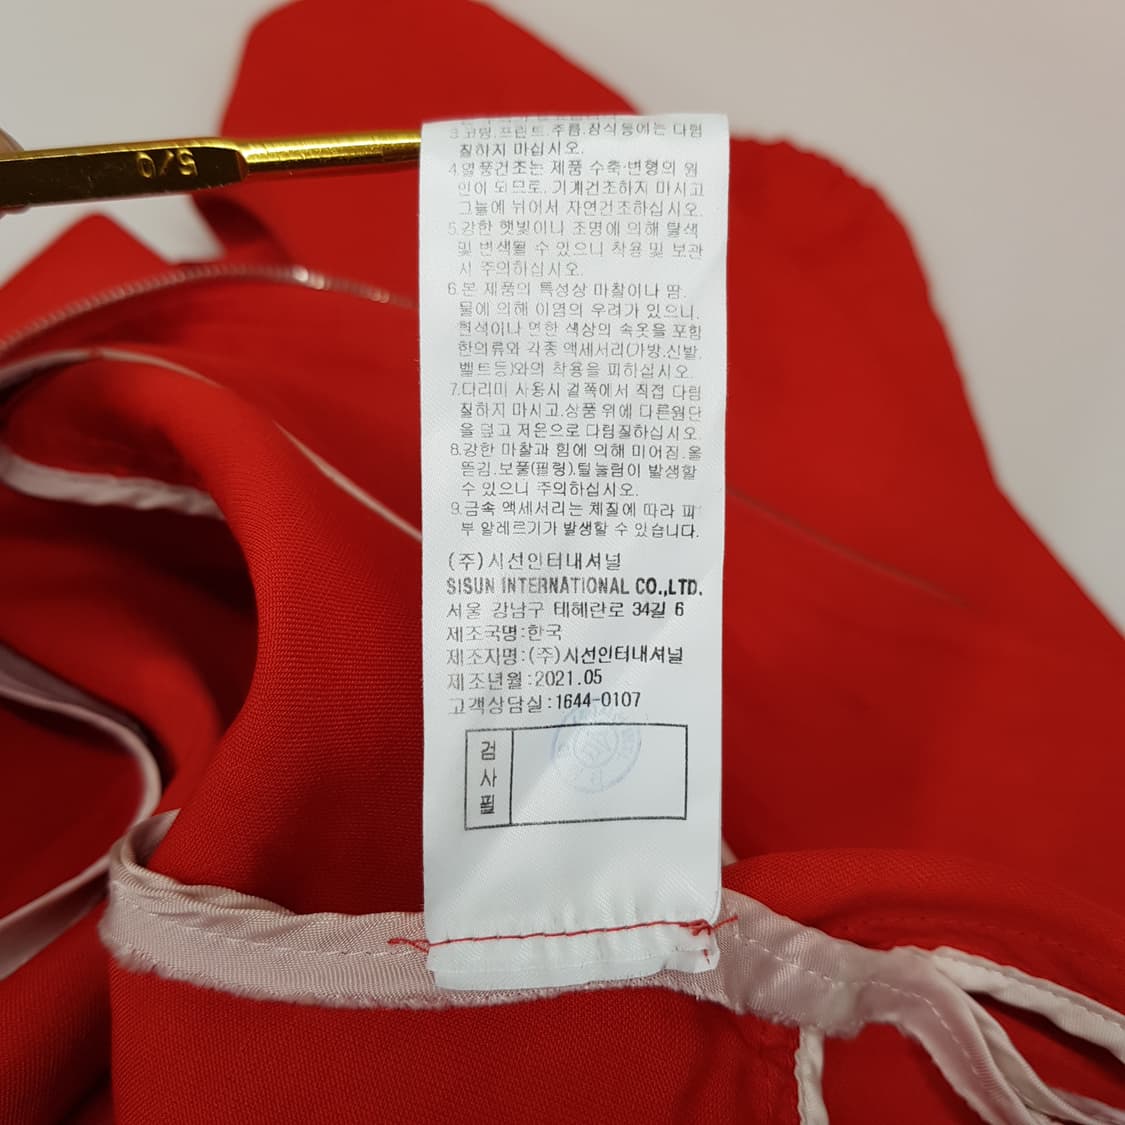 5/0
3.코팅.프린트.주름.장식등에는 다림
질하지 마십시오.
4.열풍건조는 제품 수축·변형의 원
인이 되므로, 기계건조하지 마시고
그늘에 뉘어서 자연건조하십시오.
5.강한 햇빛이나 조명에 의해 탈색
및 변색될 수 있으니 착용 및 보관
시 주의하십시오.
6.본 제품의 특성상 마찰이나 땀.
물에 의해 이염의 우려가 있으니,
흰색이나 연한 색상의 속옷을 포함
한의류와 각종 액세서리(가방.신발.
벨트등)와의 착용을 피하십시오.
7.다리미 사용시 겉쪽에서 직접 다림
질하지 마시고.상품 위에 다른원단
을 덮고 저온으로 다림질하십시오.
8.강한 마찰과 힘에 의해 미어짐.올
뜯김.보풀(필링).털눌림이 발생할
수 있으니 주의하십시오.
9.금속 액세서리는 체질에 따라 피
부 알레르기가 발생할 수 있습니다.
(주)시선인터내셔널
SISUN INTERNATIONAL CO.,LTD.
서울 강남구 테헤란로 34길 6
제조국명:한국
제조자명:(주)시선인터내셔널
제조년월:2021.05
고객상담실:1644-0107
검사필